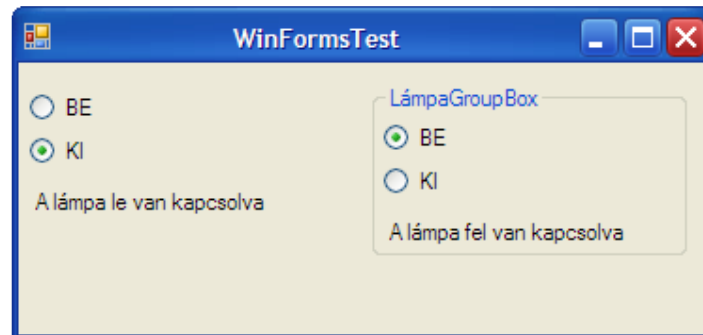 WinFormsTest
BE
KI
A lámpa le van kapcsolva
LámpaGroupBox
BE
KI
A lámpa fel van kapcsolva